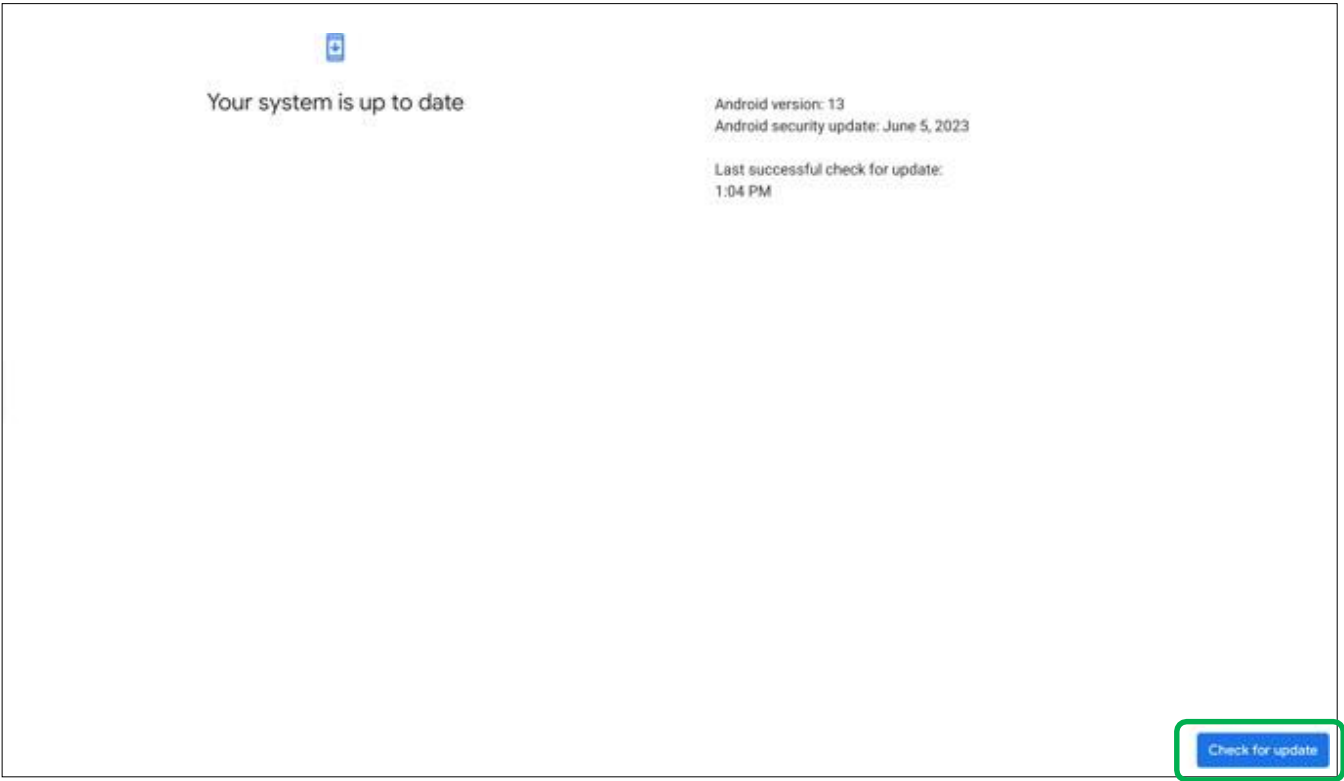 Your system is up to date
Android version: 13
Android security update: June 5, 2023
Last successful check for update:
1:04 PM
Check for update